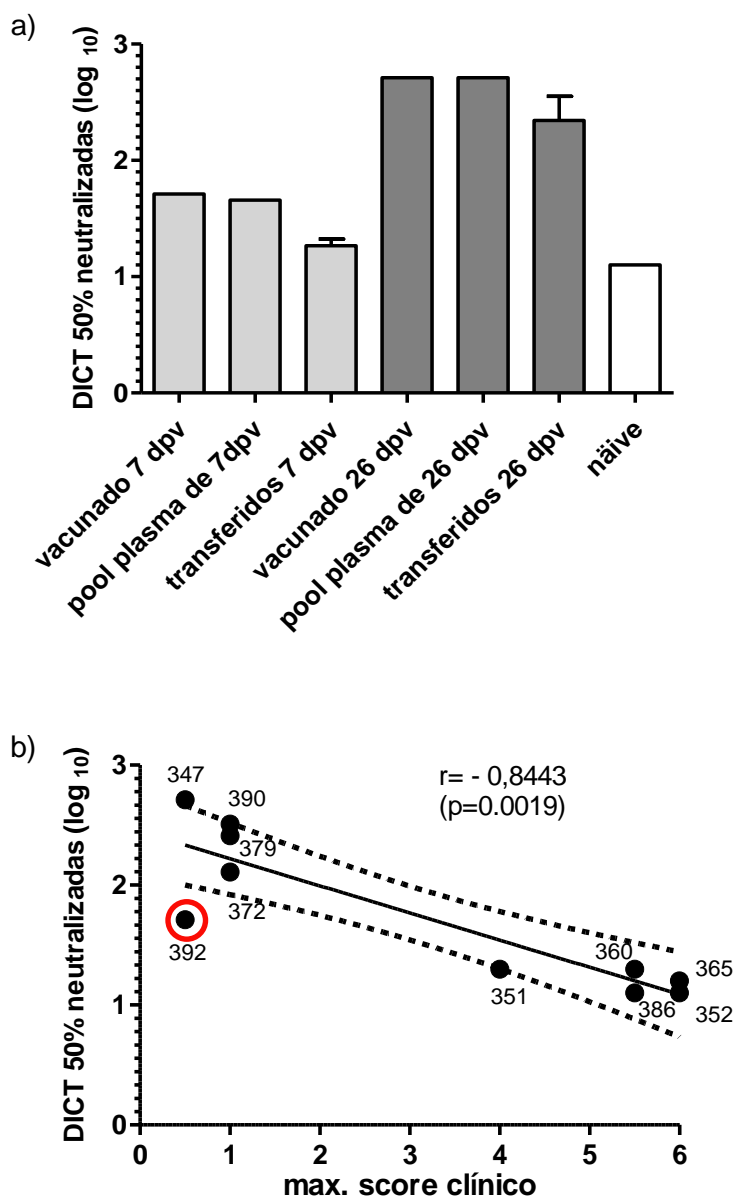 a)
DICT 50% neutralizadas (log 10)
3
2
1
0
vacunado 7 dpv
pool plasma de 7dpv
transferidos 7 dpv
vacunado 26 dpv
pool plasma de 26 dpv
transferidos 26 dpv
näive
b)
DICT 50% neutralizadas (log 10)
3
2
1
0
r= - 0,8443
(p=0.0019)
347
390
379
372
392
351
360
365
386
352
0 1 2 3 4 5 6
max. score clínico